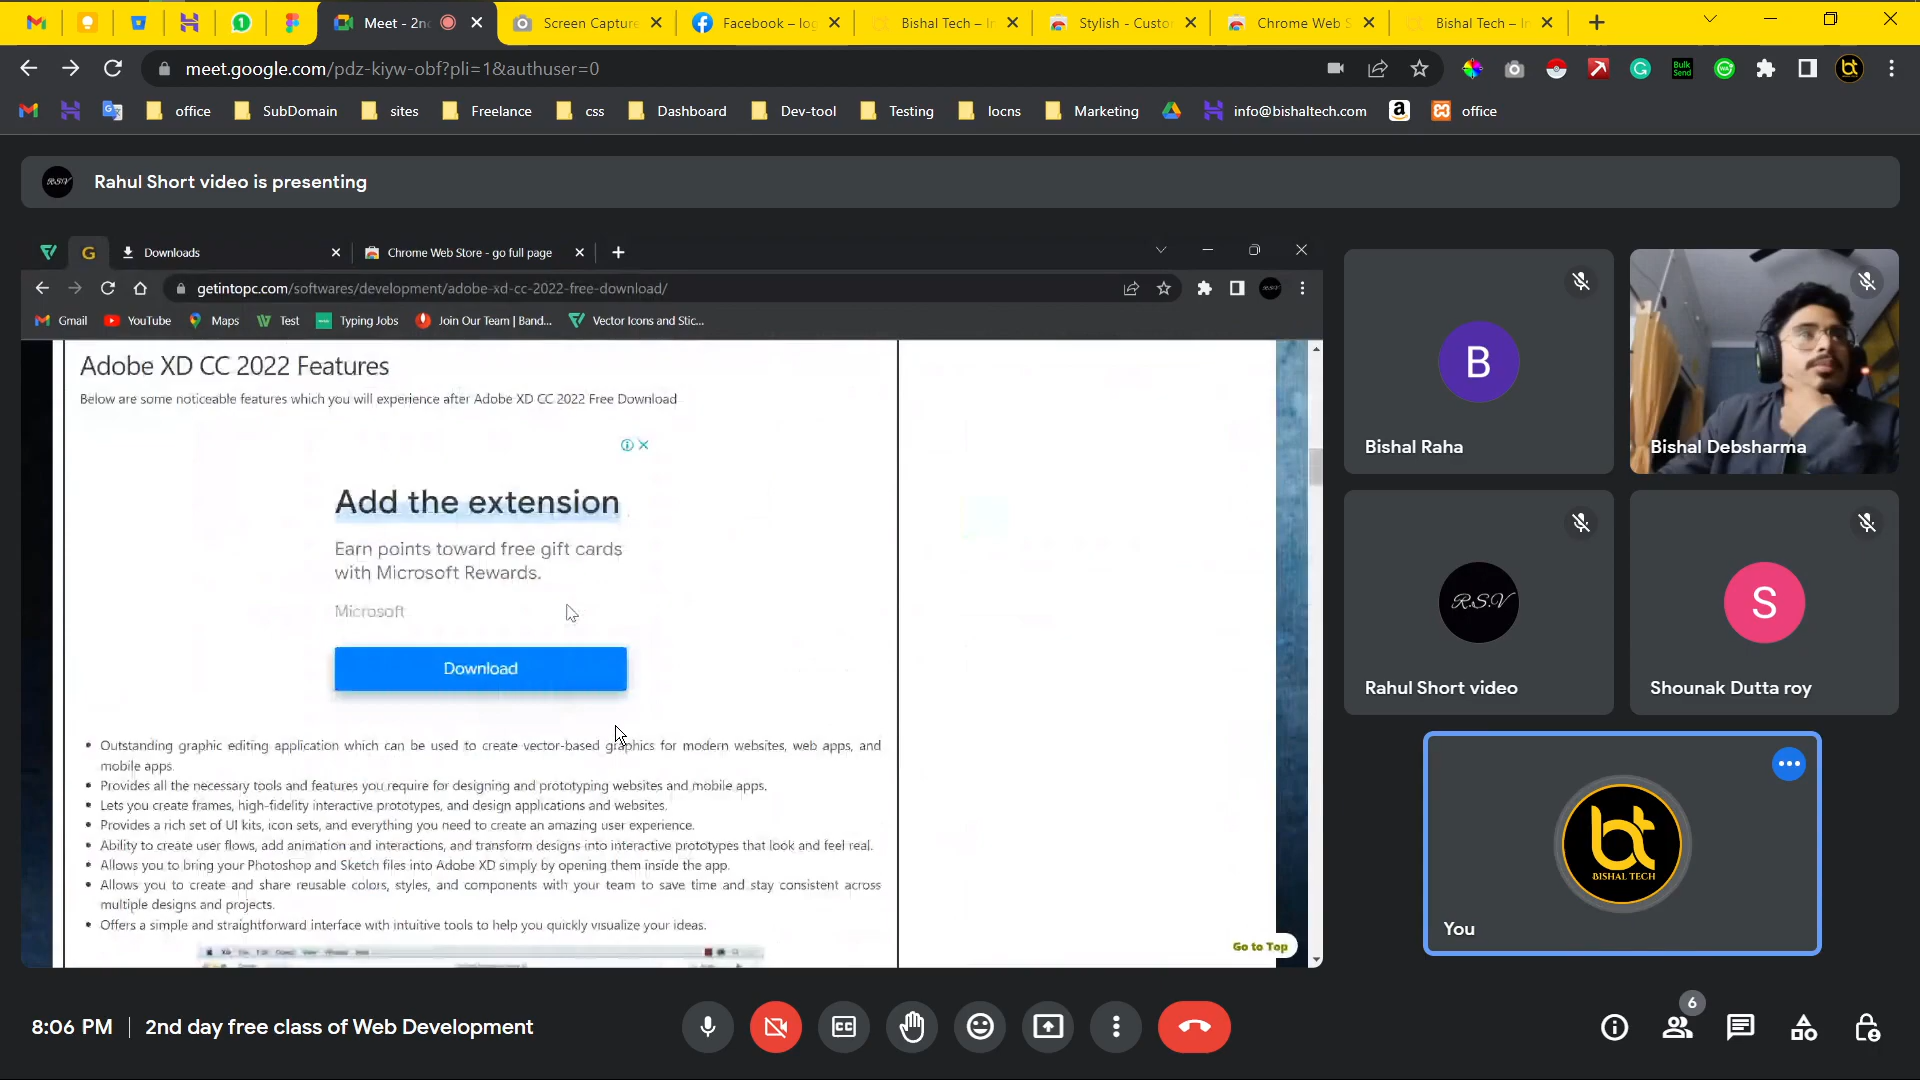 Meet - 2n
Screen Capture
Facebook – log
Bishal Tech – In
Stylish - Custo
Chrome Web S
Bishal Tech – In
meet.google.com/pdz-kiyw-obf?pli=1&authuser=0
Bulk Send
bt
office
SubDomain
sites
Freelance
css
Dashboard
Dev-tool
Testing
locns
Marketing
info@bishaltech.com
office
Rahul Short video is presenting
Downloads
Chrome Web Store - go full page
getintopc.com/softwares/development/adobe-xd-cc-2022-free-download/
Gmail
YouTube
Maps
Test
Typing Jobs
Join Our Team | Band...
Vector Icons and Stic...
Adobe XD CC 2022 Features
Below are some noticeable features which you will experience after Adobe XD CC 2022 Free Download
Add the extension
Earn points toward free gift cards
with Microsoft Rewards.
Microsoft
Download
• Outstanding graphic editing application which can be used to create vector-based graphics for modern websites, web apps, and
mobile apps.
• Provides all the necessary tools and features you require for designing and prototyping websites and mobile apps.
• Lets you create frames, high-fidelity interactive prototypes, and design applications and websites.
• Provides a rich set of UI kits, icon sets, and everything you need to create an amazing user experience.
• Ability to create user flows, add animation and interactions, and transform designs into interactive prototypes that look and feel real.
• Allows you to bring your Photoshop and Sketch files into Adobe XD simply by opening them inside the app.
• Allows you to create and share reusable colors, styles, and components with your team to save time and stay consistent across
multiple designs and projects.
• Offers a simple and straightforward interface with intuitive tools to help you quickly visualize your ideas.
Go to Top
B
Bishal Raha
Bishal Debsharma
R.S.V
Rahul Short video
S
Shounak Dutta roy
bt
BISHAL TECH
You
8:06 PM
2nd day free class of Web Development
6